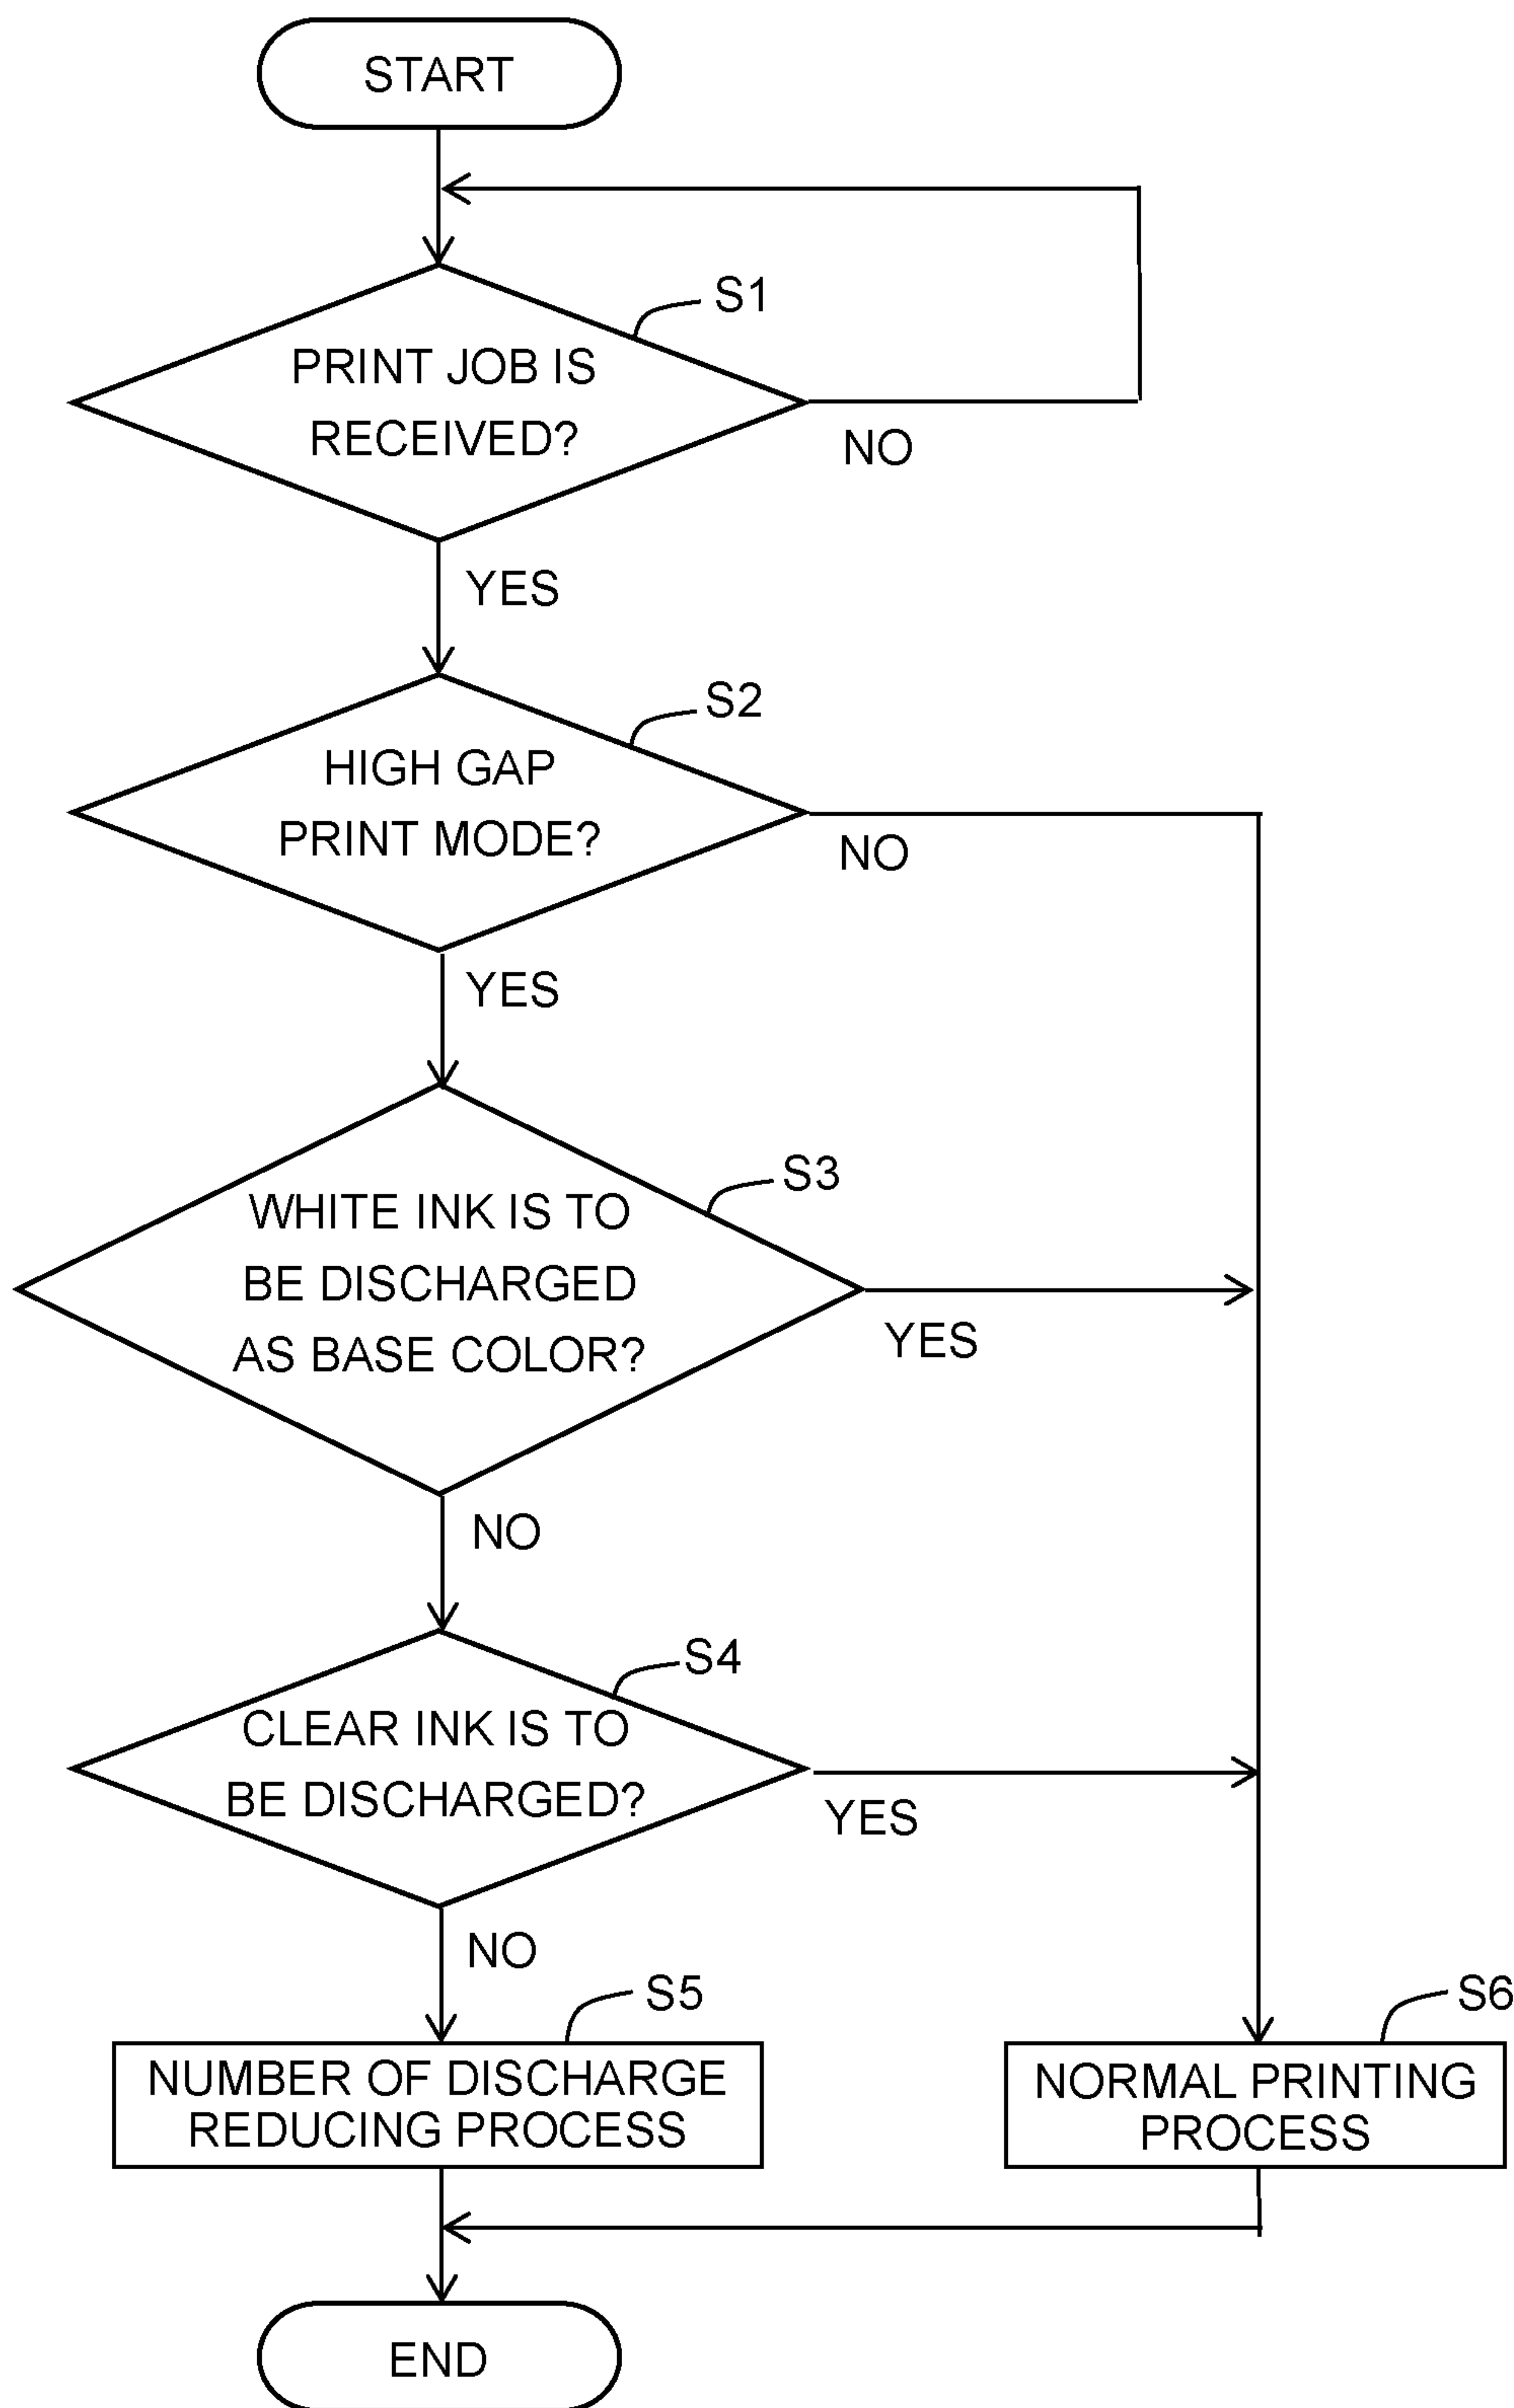 START
S1
PRINT JOB IS
RECEIVED?
NO
YES
S2
HIGH GAP
PRINT MODE?
NO
YES
S3
WHITE INK IS TO
BE DISCHARGED
AS BASE COLOR?
YES
NO
S4
CLEAR INK IS TO
BE DISCHARGED?
YES
NO
S5
NUMBER OF DISCHARGE
REDUCING PROCESS
S6
NORMAL PRINTING
PROCESS
END